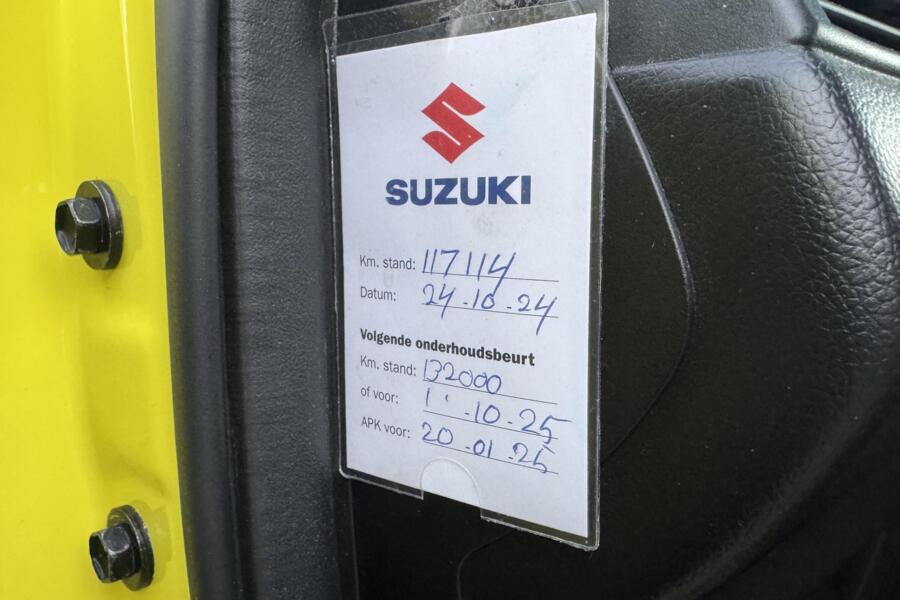 SUZUKI
Km. stand: 117114
Datum: 24-10-24
Volgende onderhoudsbeurt
Km. stand: 132000
of voor: -10-25
APK voor: 20-01-25